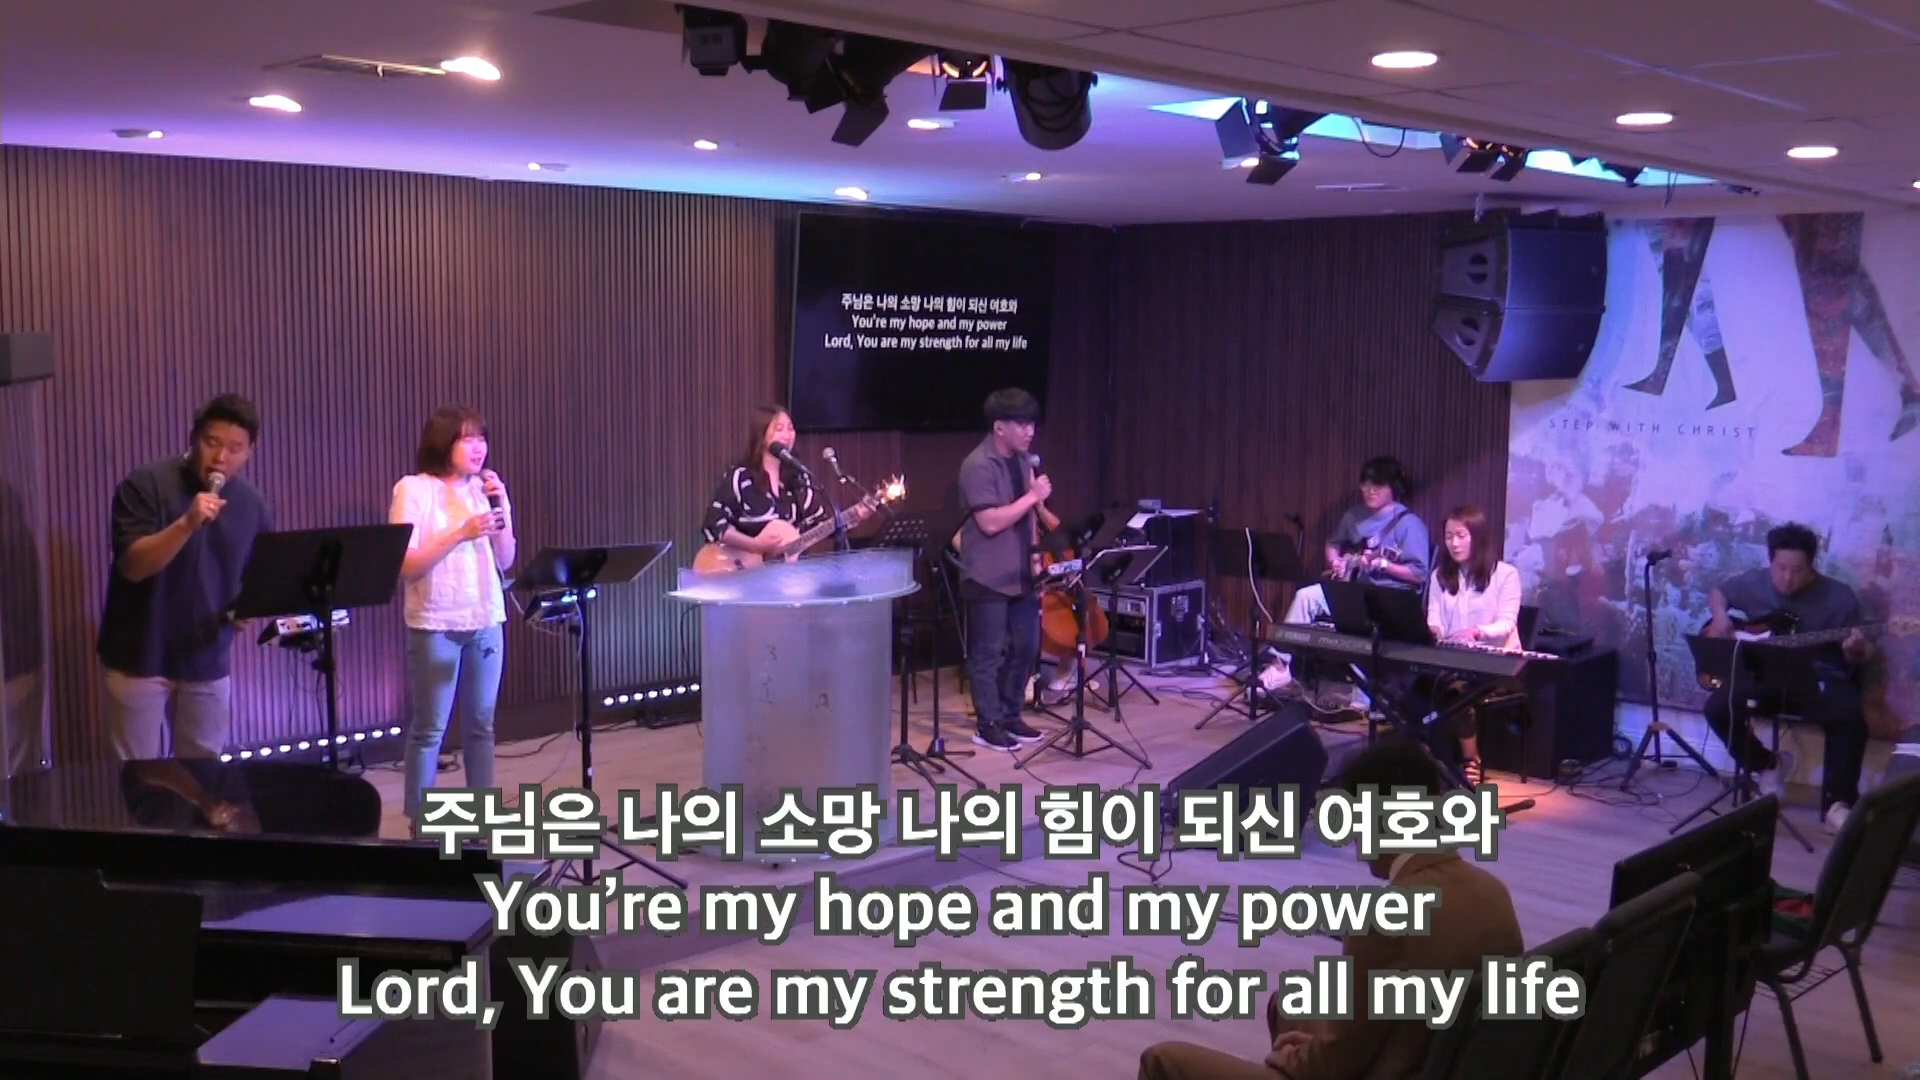 주님은 나의 소망 나의 힘이 되신 여호와
You're my hope and my power
Lord, You are my strength for all my life
STEP WITH CHRIST
YAMAHA
주님은 나의 소망 나의 힘이 되신 여호와
You’re my hope and my power
Lord, You are my strength for all my life